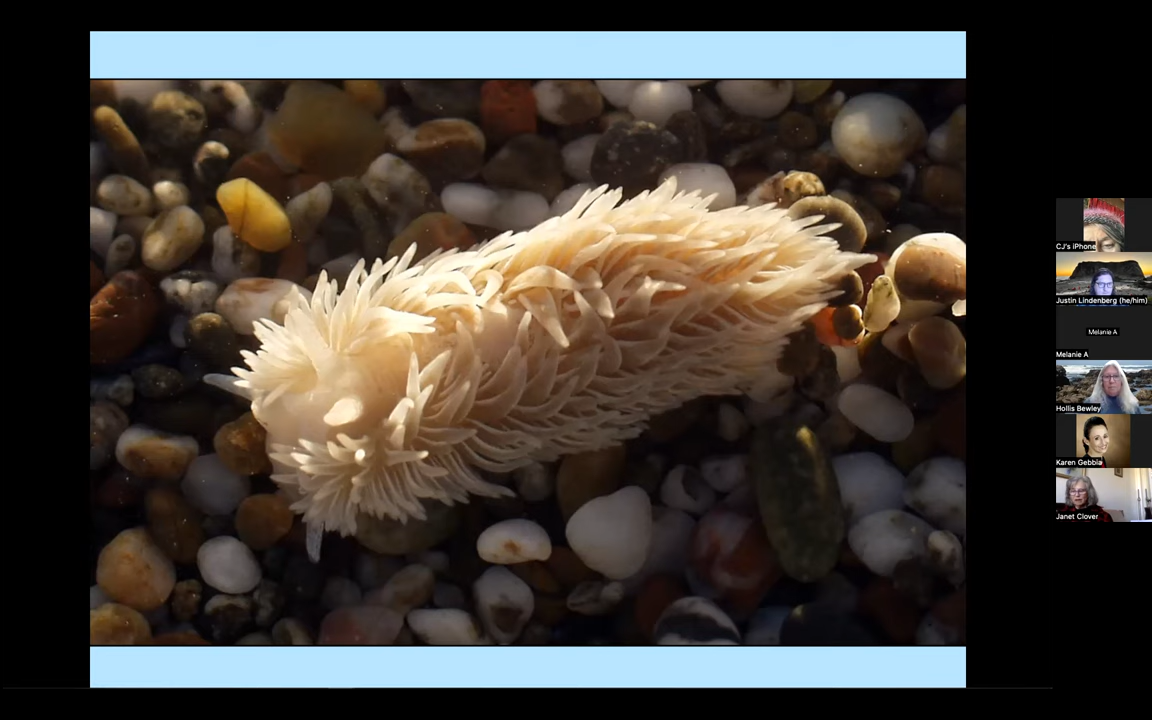 CJ's iPhone
Justin Lindenberg (he/him)
Melanie A
Melanie A
Hollis Bewley
Karen Gebbia
Janet Clover